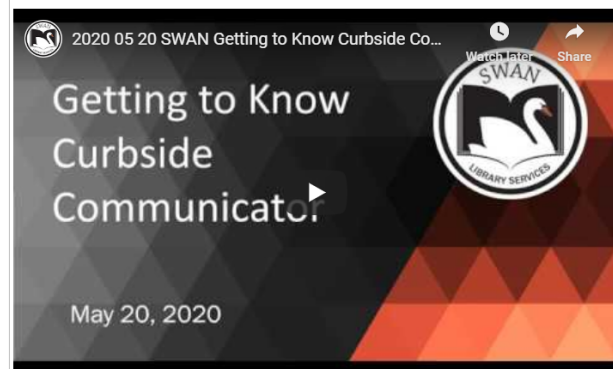 2020 05 20 SWAN Getting to Know Curbside Co...
Watch later
Share
Getting to Know
Curbside
Communicator
SWAN
LIBRARY SERVICES
May 20, 2020